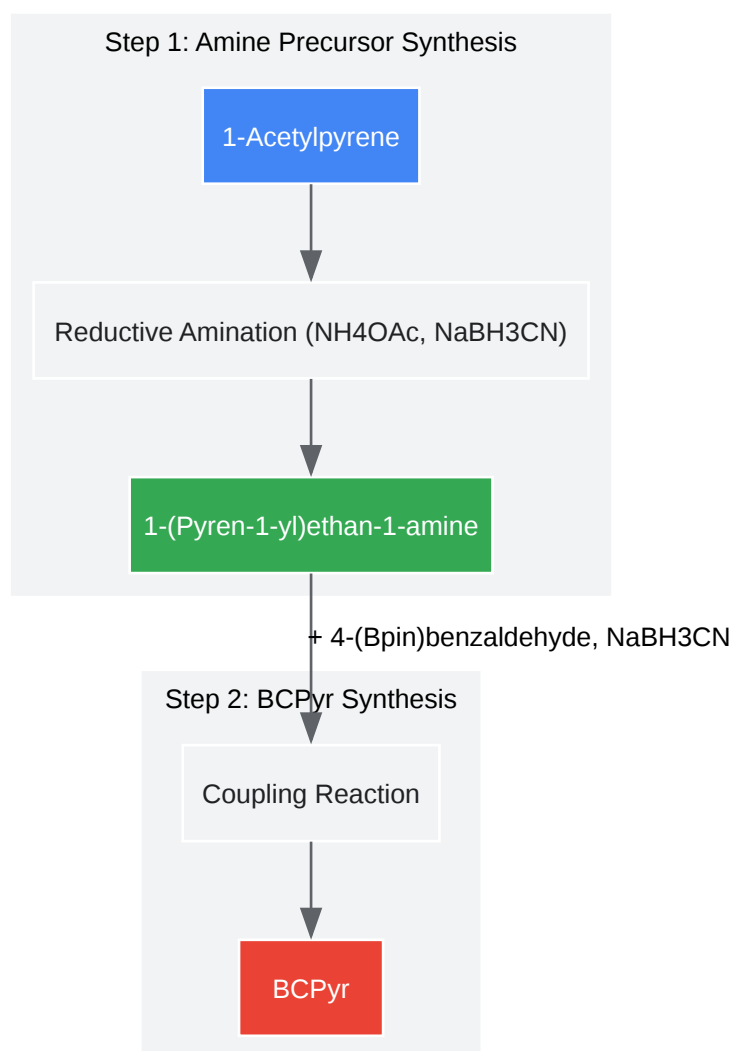 Step 1: Amine Precursor Synthesis
1-Acetylpyrene
Reductive Amination (NH4OAc, NaBH3CN)
1-(Pyren-1-yl)ethan-1-amine
+ 4-(Bpin)benzaldehyde, NaBH3CN
Step 2: BCPyr Synthesis
Coupling Reaction
BCPyr